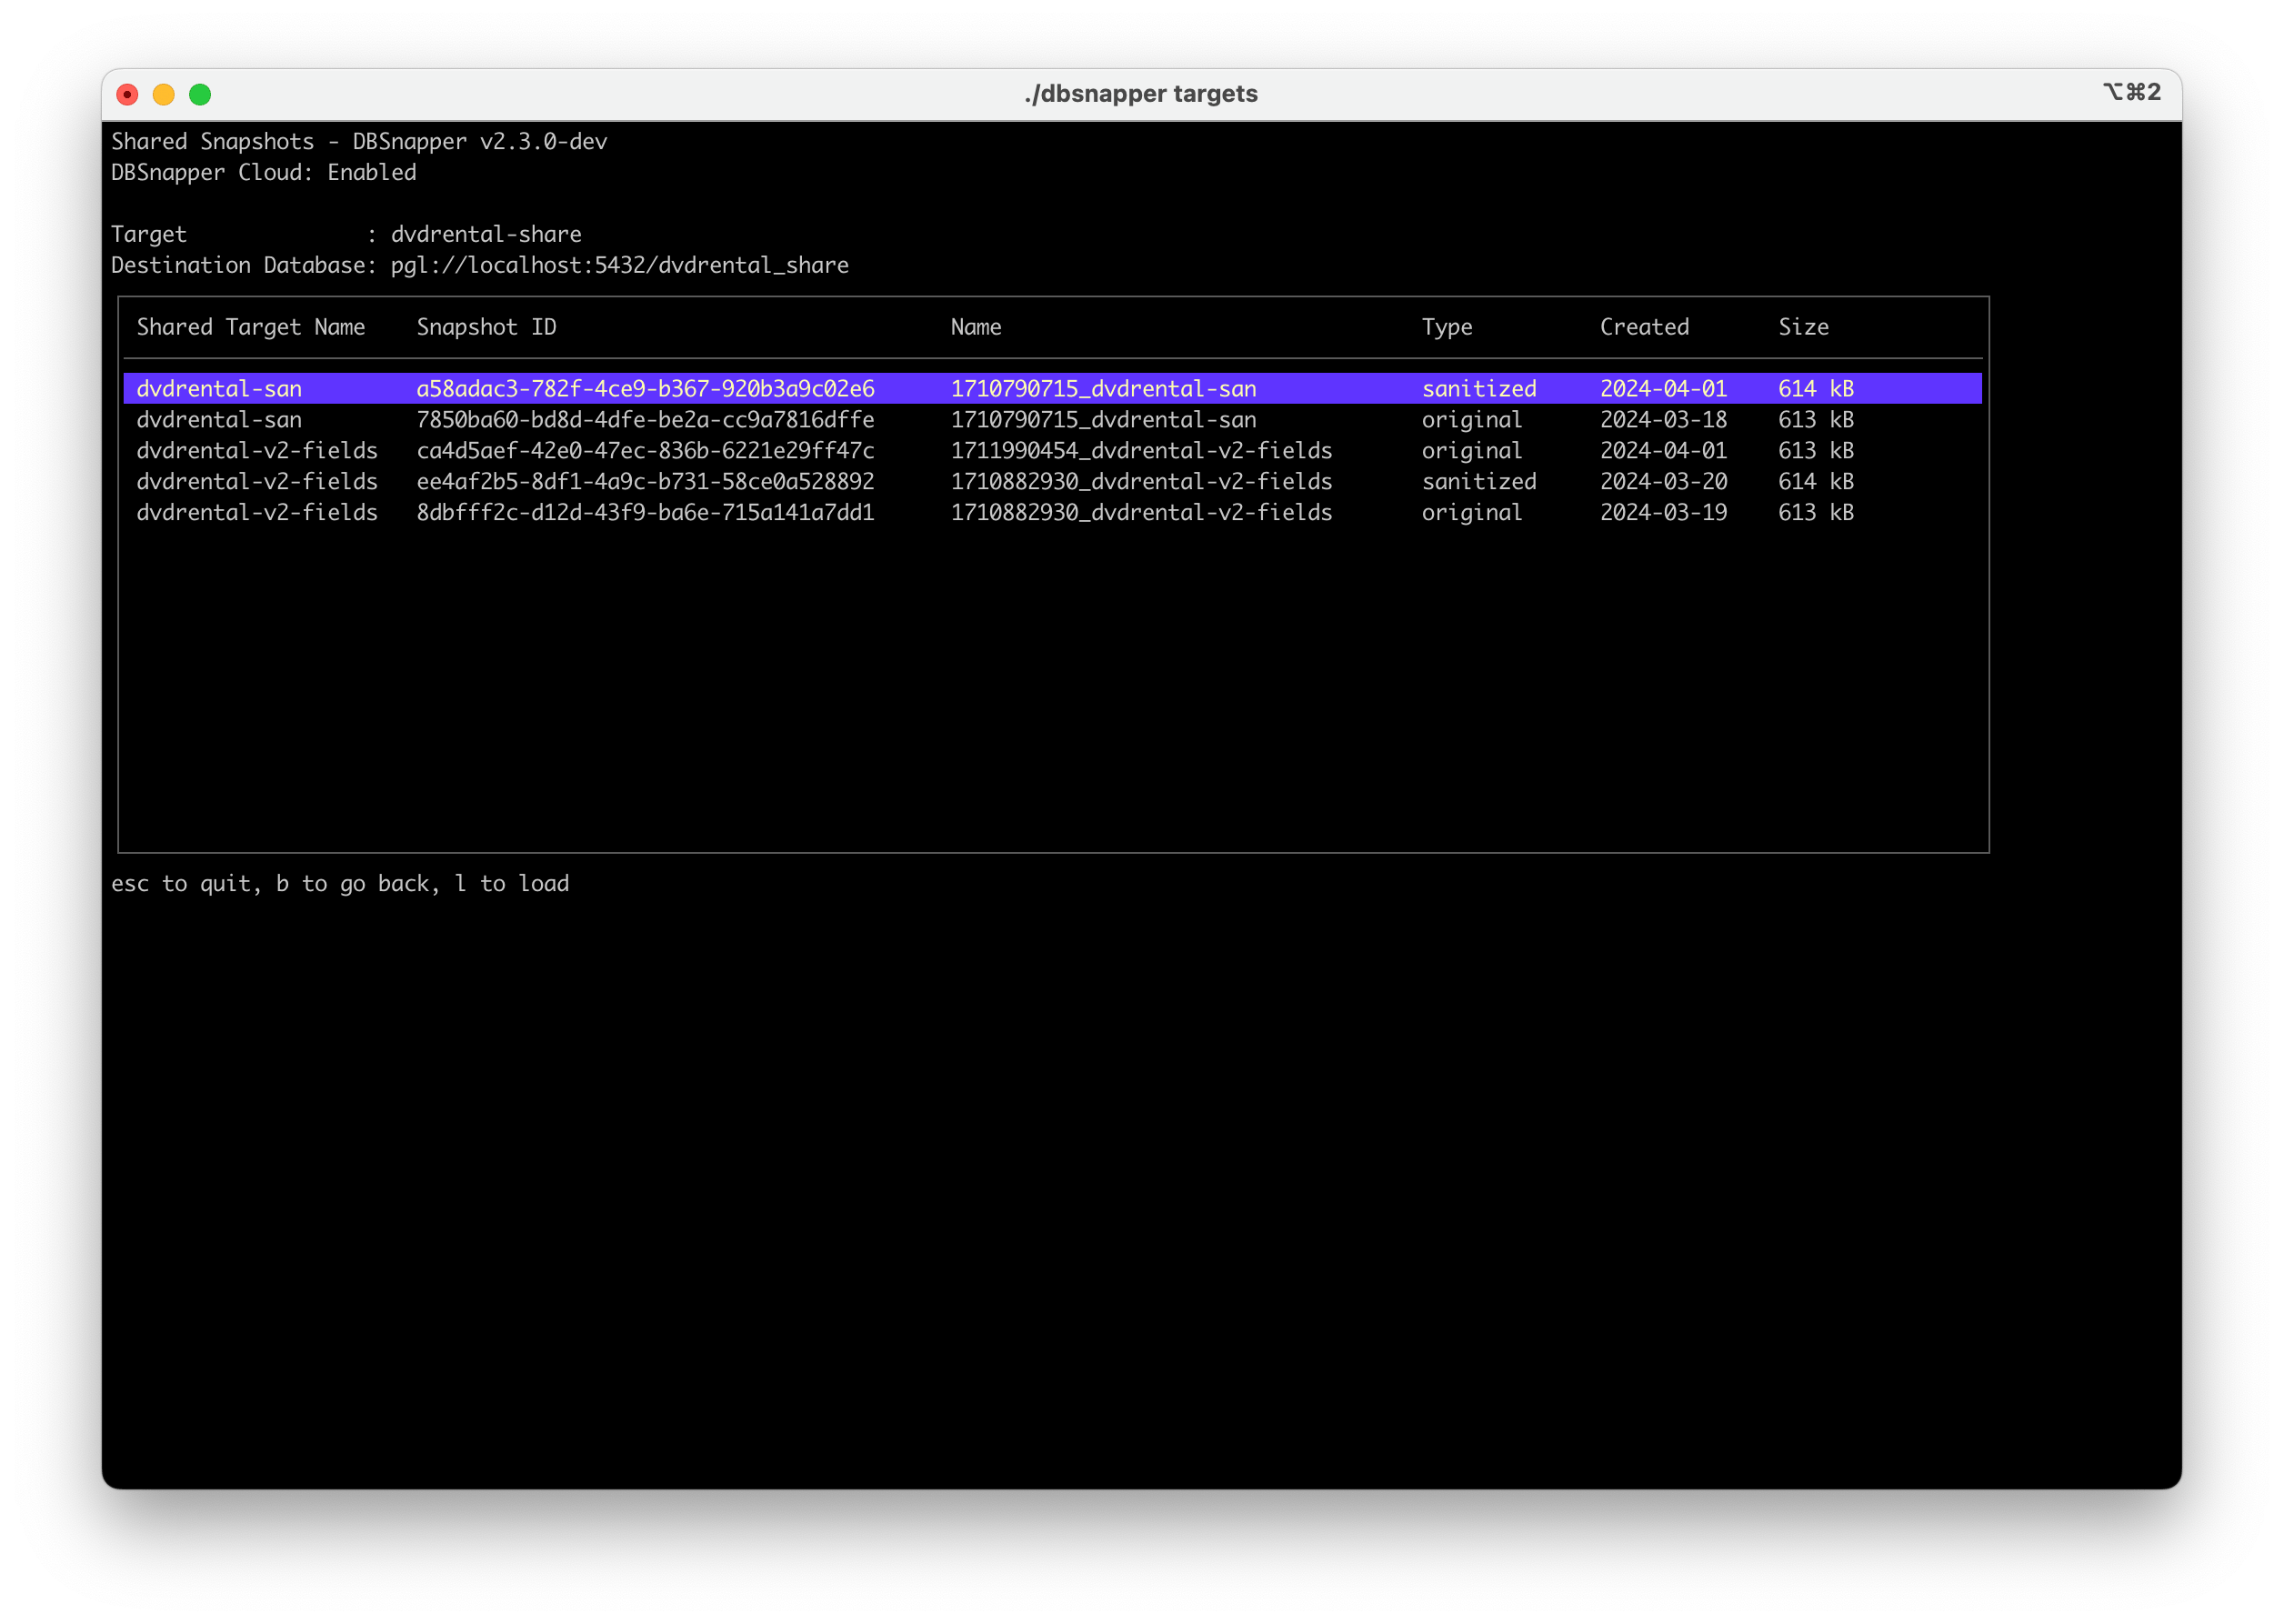 ./dbsnapper targets ⌥⌘2
Shared Snapshots - DBSnapper v2.3.0-dev
DBSnapper Cloud: Enabled
Target : dvdrental-share
Destination Database: pgl://localhost:5432/dvdrental_share
Shared Target Name Snapshot ID Name Type Created Size
dvdrental-san a58adac3-782f-4ce9-b367-920b3a9c02e6 1710790715_dvdrental-san sanitized 2024-04-01 614 kB
dvdrental-san 7850ba60-bd8d-4dfe-be2a-cc9a7816dffe 1710790715_dvdrental-san original 2024-03-18 613 kB
dvdrental-v2-fields ca4d5aef-42e0-47ec-836b-6221e29ff47c 1711990454_dvdrental-v2-fields original 2024-04-01 613 kB
dvdrental-v2-fields ee4af2b5-8df1-4a9c-b731-58ce0a528892 1710882930_dvdrental-v2-fields sanitized 2024-03-20 614 kB
dvdrental-v2-fields 8dbfff2c-d12d-43f9-ba6e-715a141a7dd1 1710882930_dvdrental-v2-fields original 2024-03-19 613 kB
esc to quit, b to go back, l to load